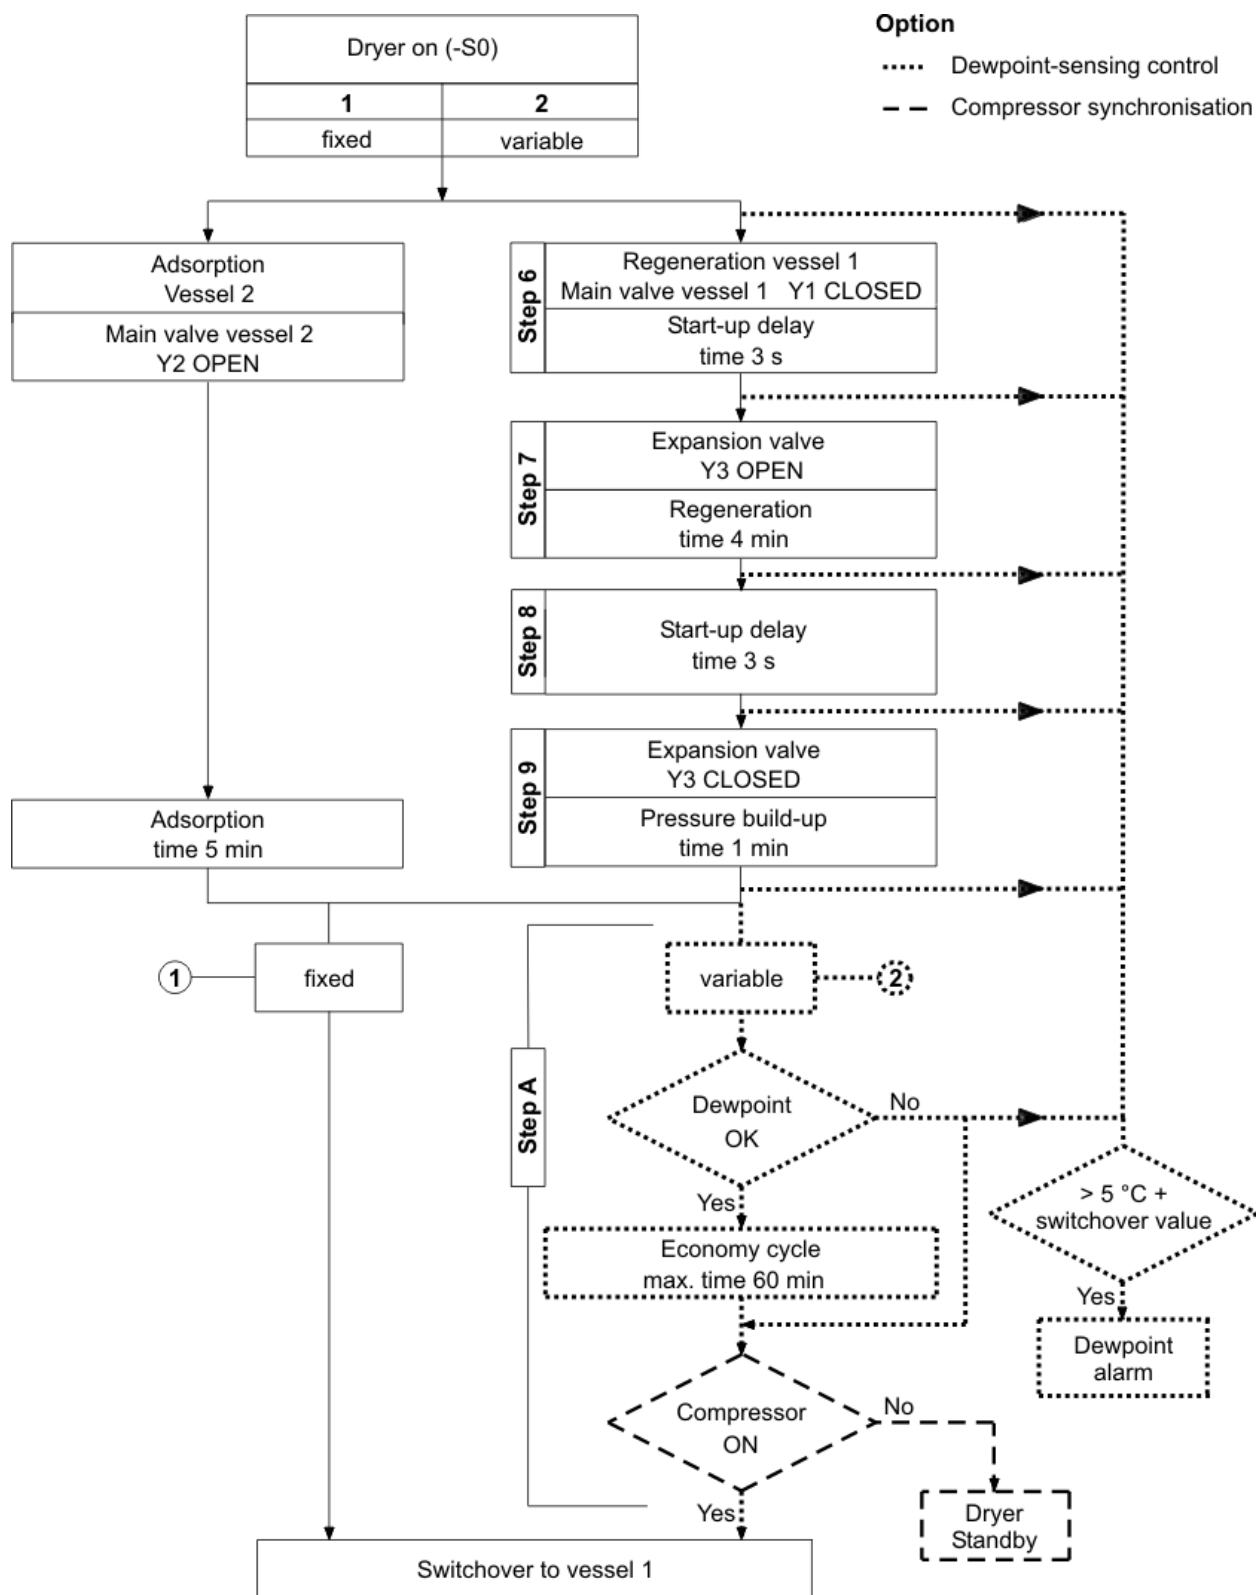 Option
Dewpoint-sensing control
Compressor synchronisation
Dryer on (-S0)
1
2
fixed
variable
Adsorption
Vessel 2
Main valve vessel 2
Y2 OPEN
Step 6
Regeneration vessel 1
Main valve vessel 1 Y1 CLOSED
Start-up delay
time 3 s
Step 7
Expansion valve
Y3 OPEN
Regeneration
time 4 min
Step 8
Start-up delay
time 3 s
Step 9
Expansion valve
Y3 CLOSED
Pressure build-up
time 1 min
Adsorption
time 5 min
1
fixed
variable
2
Step A
Dewpoint
OK
No
Yes
> 5 °C +
switchover value
Yes
Dewpoint
alarm
Economy cycle
max. time 60 min
Compressor
ON
No
Yes
Dryer
Standby
Switchover to vessel 1